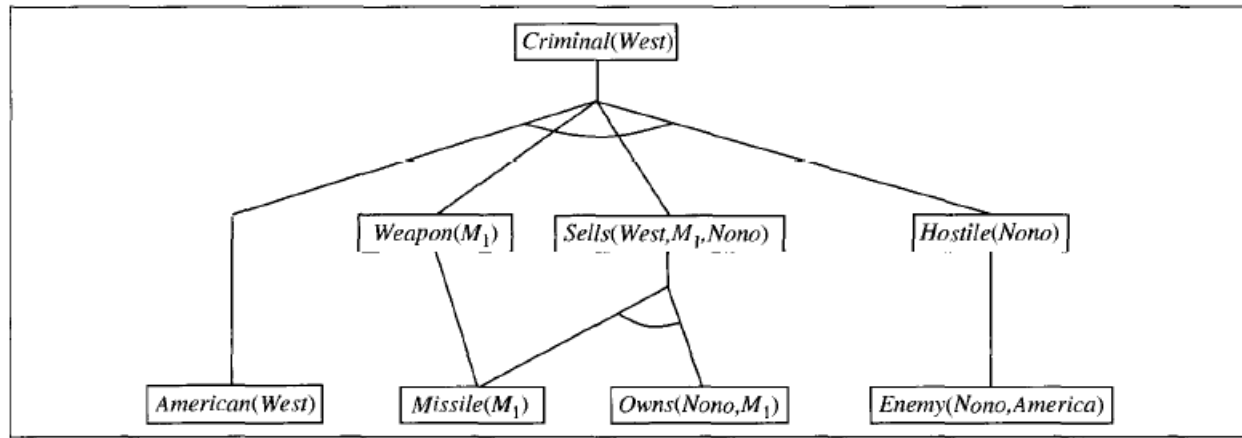 Criminal(West)
Weapon(M₁) Sells(West,M₁,Nono) Hostile(Nono)
American(West) Missile(M₁) Owns(Nono,M₁) Enemy(Nono,America)